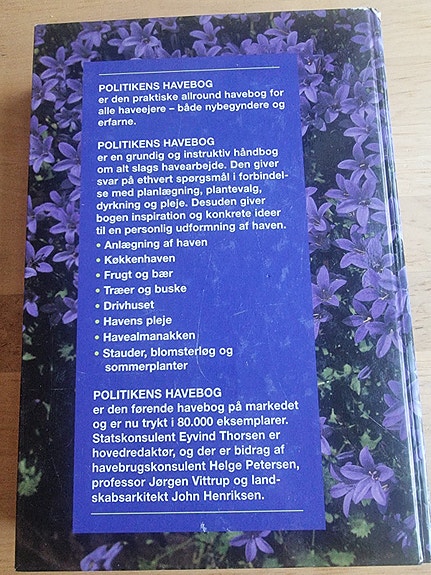 POLITIKENS HAVEBOG
er den praktiske allround havebog for
alle haveejere – både nybegyndere og
erfarne.
POLITIKENS HAVEBOG
er en grundig og instruktiv håndbog
om alt slags havearbejde. Den giver
svar på ethvert spørgsmål i forbindel-
se med planlægning, plantevalg,
dyrkning og pleje. Desuden giver
bogen inspiration og konkrete ideer
til en personlig udformning af haven.
• Anlægning af haven
• Køkkenhaven
• Frugt og bær
• Træer og buske
• Drivhuset
• Havens pleje
• Havealmanakken
• Stauder, blomsterløg og
sommerplanter
POLITIKENS HAVEBOG
er den førende havebog på markedet
og er nu trykt i 80.000 eksemplarer.
Statskonsulent Eyvind Thorsen er
hovedredaktør, og der er bidrag af
havebrugskonsulent Helge Petersen,
professor Jørgen Vittrup og land-
skabsarkitekt John Henriksen.